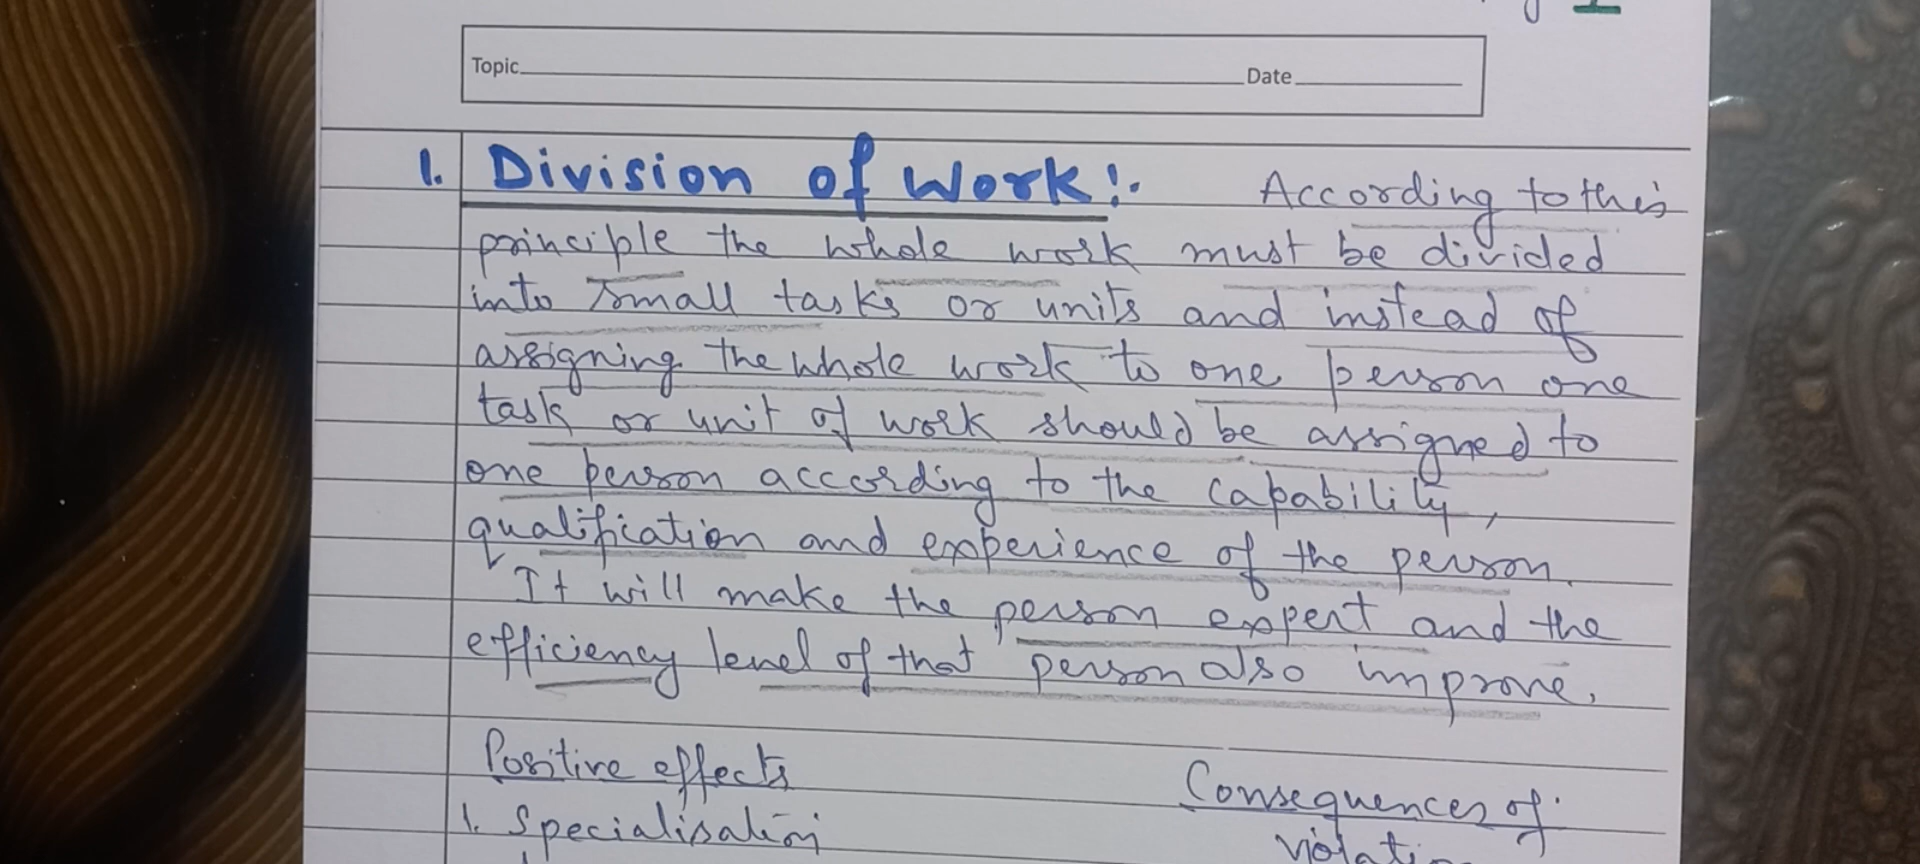 Topic Date
1. Division of Work:- According to this
principle the whole work must be divided
into small tasks or units and instead of
assigning the whole work to one person one
task or unit of work should be assigned to
one person according to the capability,
qualification and experience of the person.
It will make the person expert and the
efficiency level of that person also improve.
Positive effects Consequences of
1. Specialisation